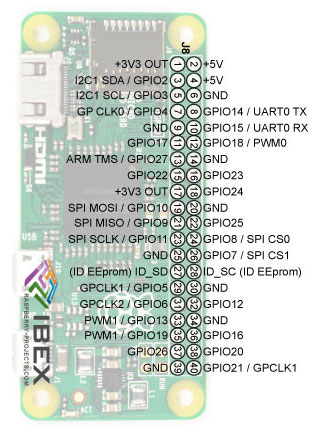 J8
+3V3 OUT 1 2 +5V
I2C1 SDA / GPIO2 3 4 +5V
I2C1 SCL / GPIO3 5 6 GND
GP CLK0 / GPIO4 7 8 GPIO14 / UART0 TX
GND 9 10 GPIO15 / UART0 RX
GPIO17 11 12 GPIO18 / PWM0
ARM TMS / GPIO27 13 14 GND
GPIO22 15 16 GPIO23
+3V3 OUT 17 18 GPIO24
SPI MOSI / GPIO10 19 20 GND
SPI MISO / GPIO9 21 22 GPIO25
SPI SCLK / GPIO11 23 24 GPIO8 / SPI CS0
GND 25 26 GPIO7 / SPI CS1
(ID EEprom) ID_SD 27 28 ID_SC (ID EEprom)
GPCLK1 / GPIO5 29 30 GND
GPCLK2 / GPIO6 31 32 GPIO12
PWM1 / GPIO13 33 34 GND
PWM1 / GPIO19 35 36 GPIO16
GPIO26 37 38 GPIO20
GND 39 40 GPIO21 / GPCLK1
HDMI
USB
IBEX
RASPBERRY-PROJECTS.COM
ACT
L1